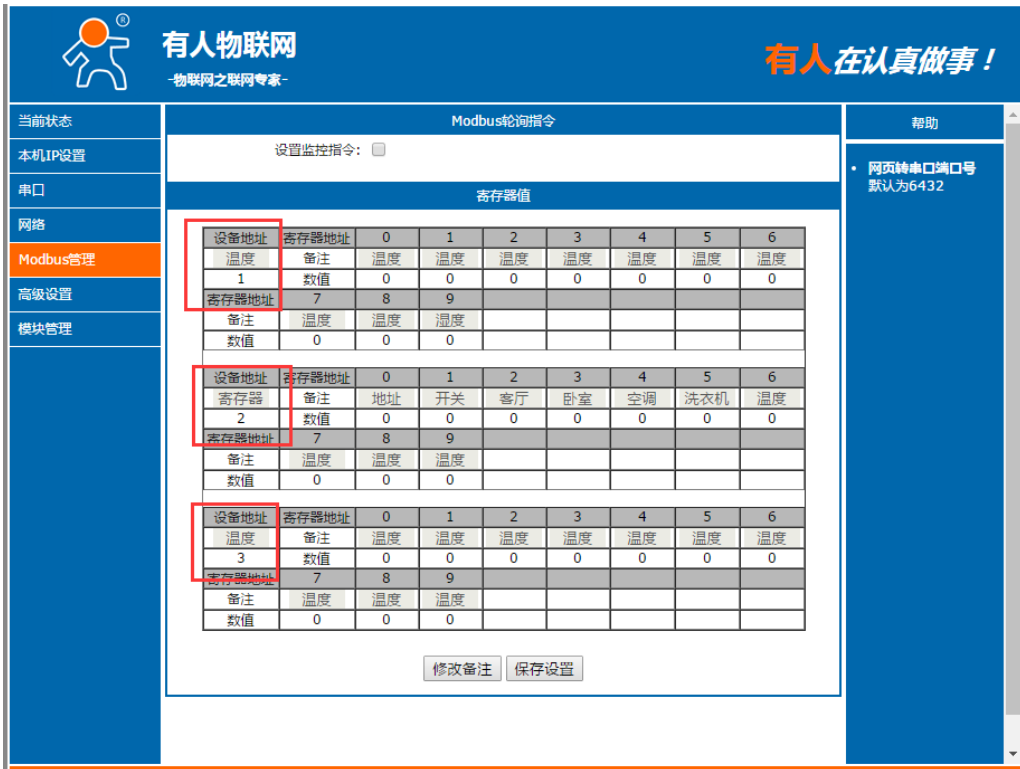 ®
有人物联网
-物联网之联网专家-
有人在认真做事！
当前状态
本机IP设置
串口
网络
Modbus管理
高级设置
模块管理
Modbus轮询指令
设置监控指令：
寄存器值
设备地址 寄存器地址 0 1 2 3 4 5 6
温度 备注 温度 温度 温度 温度 温度 温度 温度
1 数值 0 0 0 0 0 0 0
寄存器地址 7 8 9
备注 温度 温度 湿度
数值 0 0 0
设备地址 寄存器地址 0 1 2 3 4 5 6
寄存器 备注 地址 开关 客厅 卧室 空调 洗衣机 温度
2 数值 0 0 0 0 0 0 0
寄存器地址 7 8 9
备注 温度 温度 温度
数值 0 0 0
设备地址 寄存器地址 0 1 2 3 4 5 6
温度 备注 温度 温度 温度 温度 温度 温度 温度
3 数值 0 0 0 0 0 0 0
寄存器地址 7 8 9
备注 温度 温度 温度
数值 0 0 0
修改备注 保存设置
帮助
• 网页转串口端口号
默认为6432